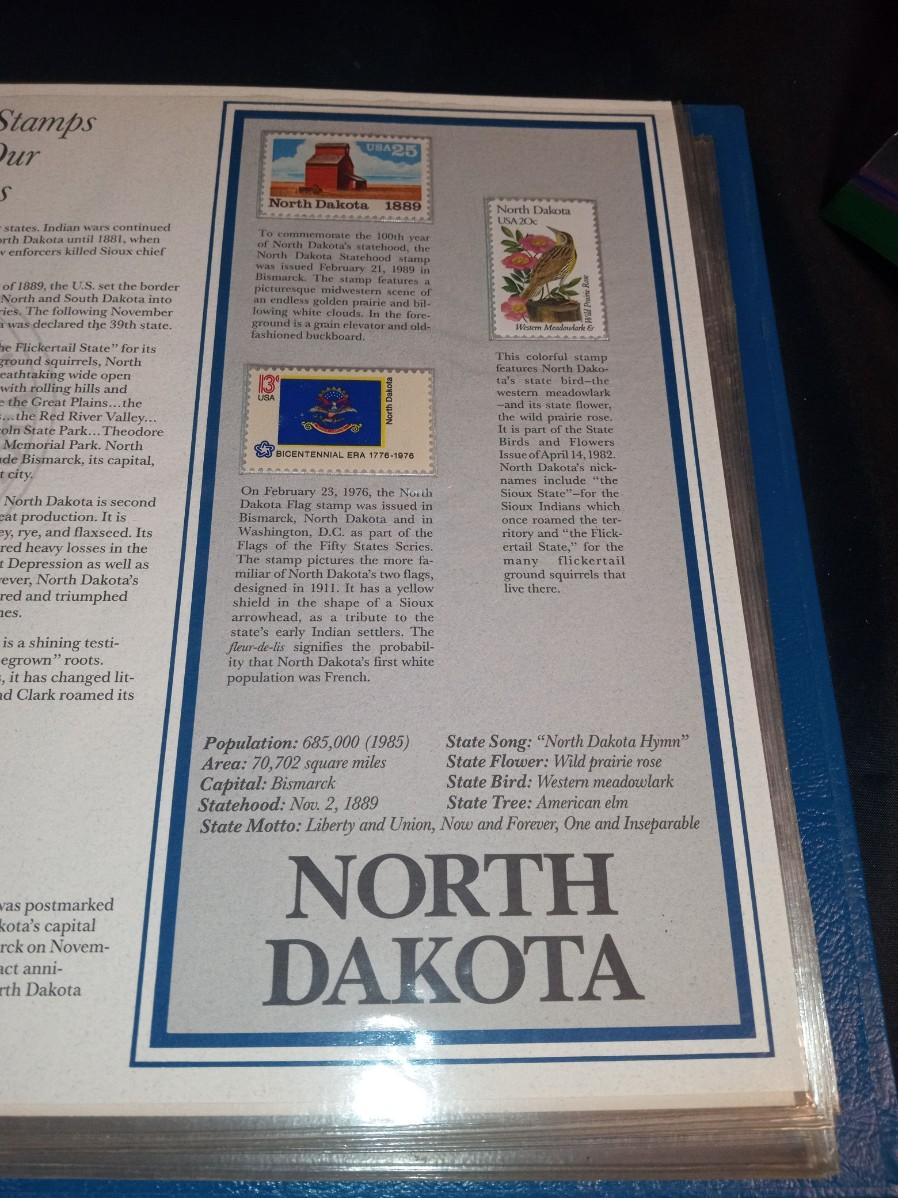 Stamps
Our
s
states. Indian wars continued
orth Dakota until 1881, when
w enforcers killed Sioux chief
of 1889, the U.S. set the border
North and South Dakota into
ries. The following November
a was declared the 39th state.
he Flickertail State" for its
ground squirrels, North
eathtaking wide open
with rolling hills and
e the Great Plains...the
s...the Red River Valley...
coln State Park...Theodore
Memorial Park. North
de Bismarck, its capital,
t city.
North Dakota is second
eat production. It is
ey, rye, and flaxseed. Its
red heavy losses in the
t Depression as well as
ever, North Dakota's
red and triumphed
nes.
is a shining testi-
egrown" roots.
s, it has changed lit-
nd Clark roamed its
was postmarked
kota's capital
rck on Novem-
act anni-
rth Dakota
USA25
North Dakota 1889
To commemorate the 100th year
of North Dakota's statehood, the
North Dakota Statehood stamp
was issued February 21, 1989 in
Bismarck. The stamp features a
picturesque midwestern scene of
an endless golden prairie and bil-
lowing white clouds. In the fore-
ground is a grain elevator and old-
fashioned buckboard.
13c
USA
North Dakota
BICENTENNIAL ERA 1776-1976
On February 23, 1976, the North
Dakota Flag stamp was issued in
Bismarck, North Dakota and in
Washington, D.C. as part of the
Flags of the Fifty States Series.
The stamp pictures the more fa-
miliar of North Dakota's two flags,
designed in 1911. It has a yellow
shield in the shape of a Sioux
arrowhead, as a tribute to the
state's early Indian settlers. The
fleur-de-lis signifies the probabil-
ity that North Dakota's first white
population was French.
North Dakota
USA 20c
Wild Prairie Rose
Western Meadowlark &
This colorful stamp
features North Dako-
ta's state bird—the
western meadowlark
—and its state flower,
the wild prairie rose.
It is part of the State
Birds and Flowers
Issue of April 14, 1982.
North Dakota's nick-
names include "the
Sioux State"—for the
Sioux Indians which
once roamed the ter-
ritory and "the Flick-
ertail State," for the
many flickertail
ground squirrels that
live there.
Population: 685,000 (1985)
Area: 70,702 square miles
Capital: Bismarck
Statehood: Nov. 2, 1889
State Song: "North Dakota Hymn"
State Flower: Wild prairie rose
State Bird: Western meadowlark
State Tree: American elm
State Motto: Liberty and Union, Now and Forever, One and Inseparable
NORTH
DAKOTA